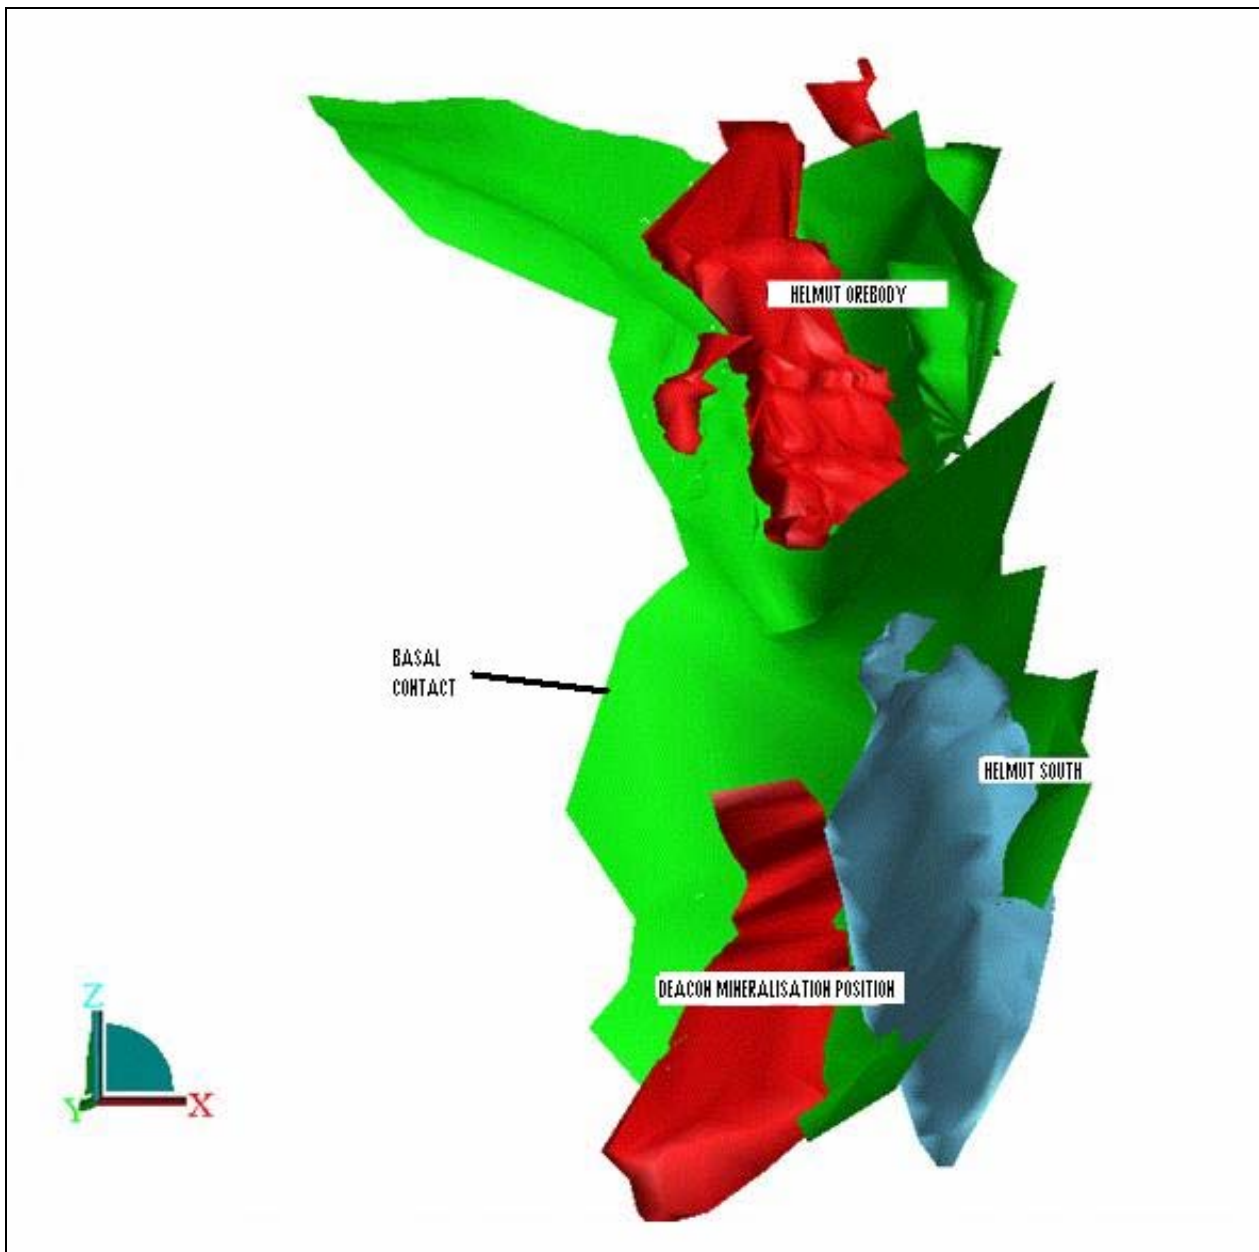 HELMUT OREBODY
BASAL
CONTACT
HELMUT SOUTH
DEACON MINERALISATION POSITION
Z
Y
X